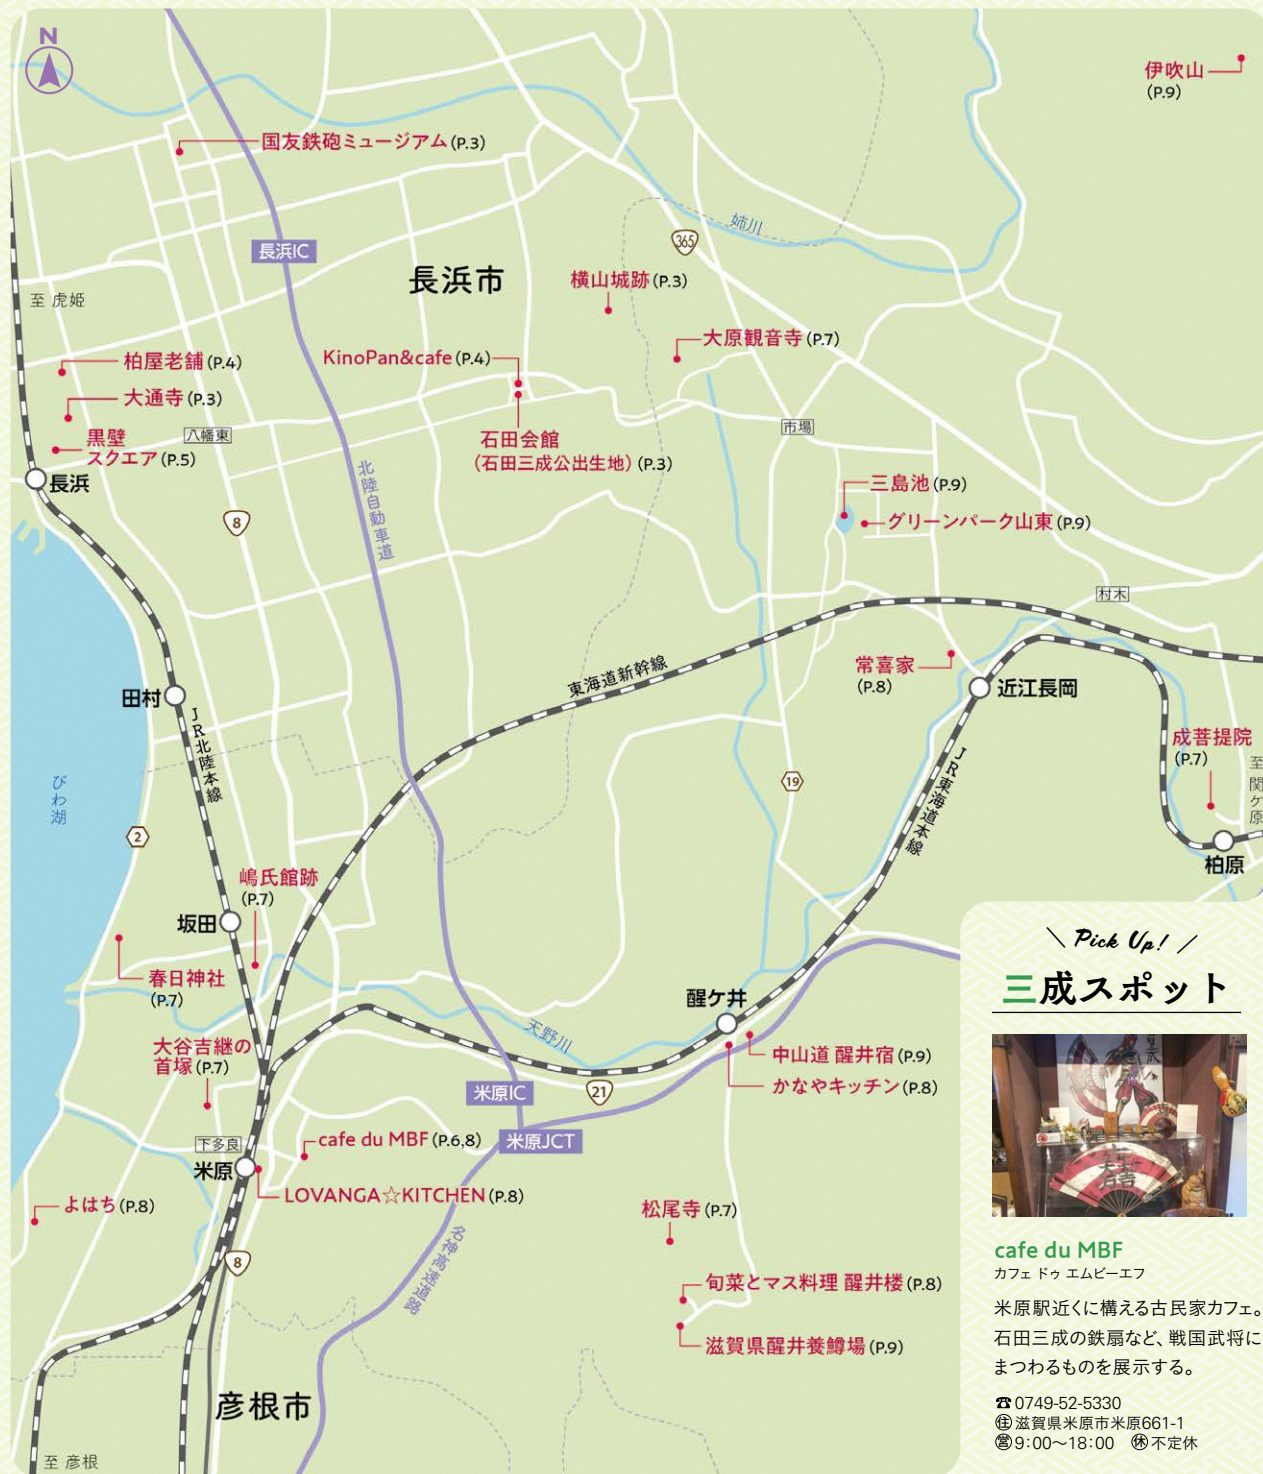 N
伊吹山
(P.9)
国友鉄砲ミュージアム(P.3)
姉川
365
長浜IC
長浜市
横山城跡(P.3)
至 虎姫
大原観音寺(P.7)
柏屋老舗(P.4)
KinoPan&cafe(P.4)
大通寺(P.3)
黒壁
スクエア(P.5)
八幡東
市場
石田会館
(石田三成公出生地)(P.3)
長浜
北陸自動車道
三島池(P.9)
グリーンパーク山東(P.9)
8
村木
東海道新幹線
常喜家
(P.8)
近江長岡
田村
JR北陸本線
成菩提院
(P.7)
至 関ケ原
びわ湖
19
JR東海道本線
2
柏原
嶋氏館跡
(P.7)
坂田
春日神社
(P.7)
醒ケ井
天野川
大谷吉継の
首塚(P.7)
中山道 醒井宿(P.9)
かなやキッチン(P.8)
米原IC
21
下多良
cafe du MBF(P.6,8)
米原JCT
米原
LOVANGA☆KITCHEN(P.8)
よはち(P.8)
松尾寺(P.7)
8
名神高速道路
旬菜とマス料理 醒井楼(P.8)
滋賀県醒井養鱒場(P.9)
彦根市
至 彦根
Pick Up!
三成スポット
大一大万大吉
cafe du MBF
カフェ ドゥ エムビーエフ
米原駅近くに構える古民家カフェ。
石田三成の鉄扇など、戦国武将に
まつわるものを展示する。
☎0749-52-5330
㊟滋賀県米原市米原661-1
営9:00〜18:00 休不定休